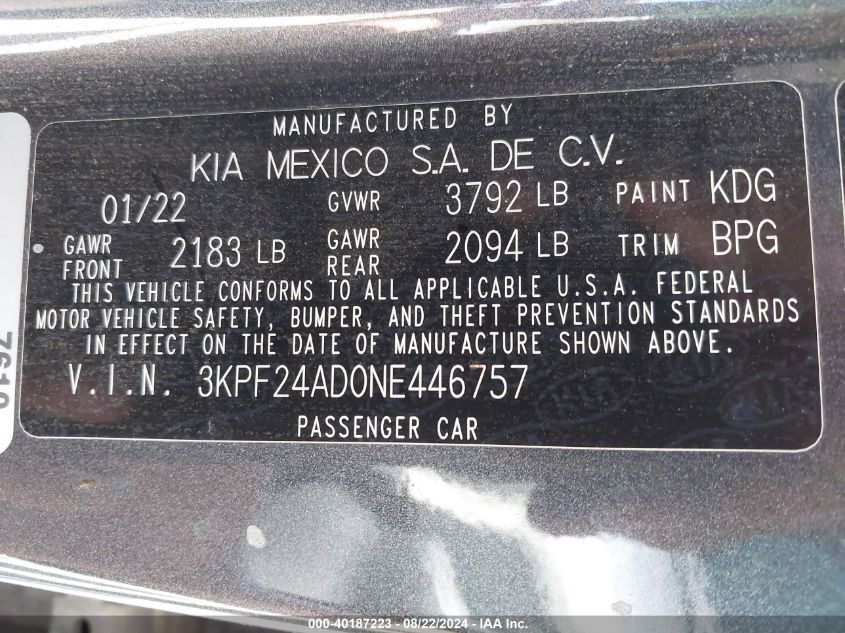 MANUFACTURED BY
KIA MEXICO S.A. DE C.V.
01/22 GVWR 3792 LB PAINT KDG
GAWR FRONT 2183 LB GAWR REAR 2094 LB TRIM BPG
THIS VEHICLE CONFORMS TO ALL APPLICABLE U.S.A. FEDERAL
MOTOR VEHICLE SAFETY, BUMPER, AND THEFT PREVENTION STANDARDS
IN EFFECT ON THE DATE OF MANUFACTURE SHOWN ABOVE.
V.I.N. 3KPF24AD0NE446757
PASSENGER CAR
000-40187223 - 08/22/2024 - IAA Inc.